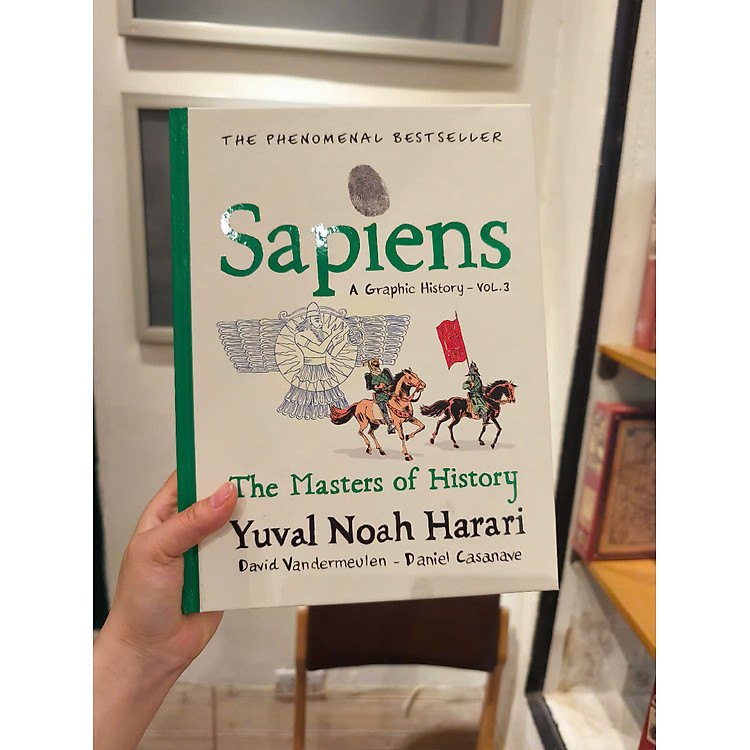 THE PHENOMENAL BESTSELLER
Sapiens
A Graphic History – VOL.3
The Masters of History
Yuval Noah Harari
David Vandermeulen – Daniel Casanave